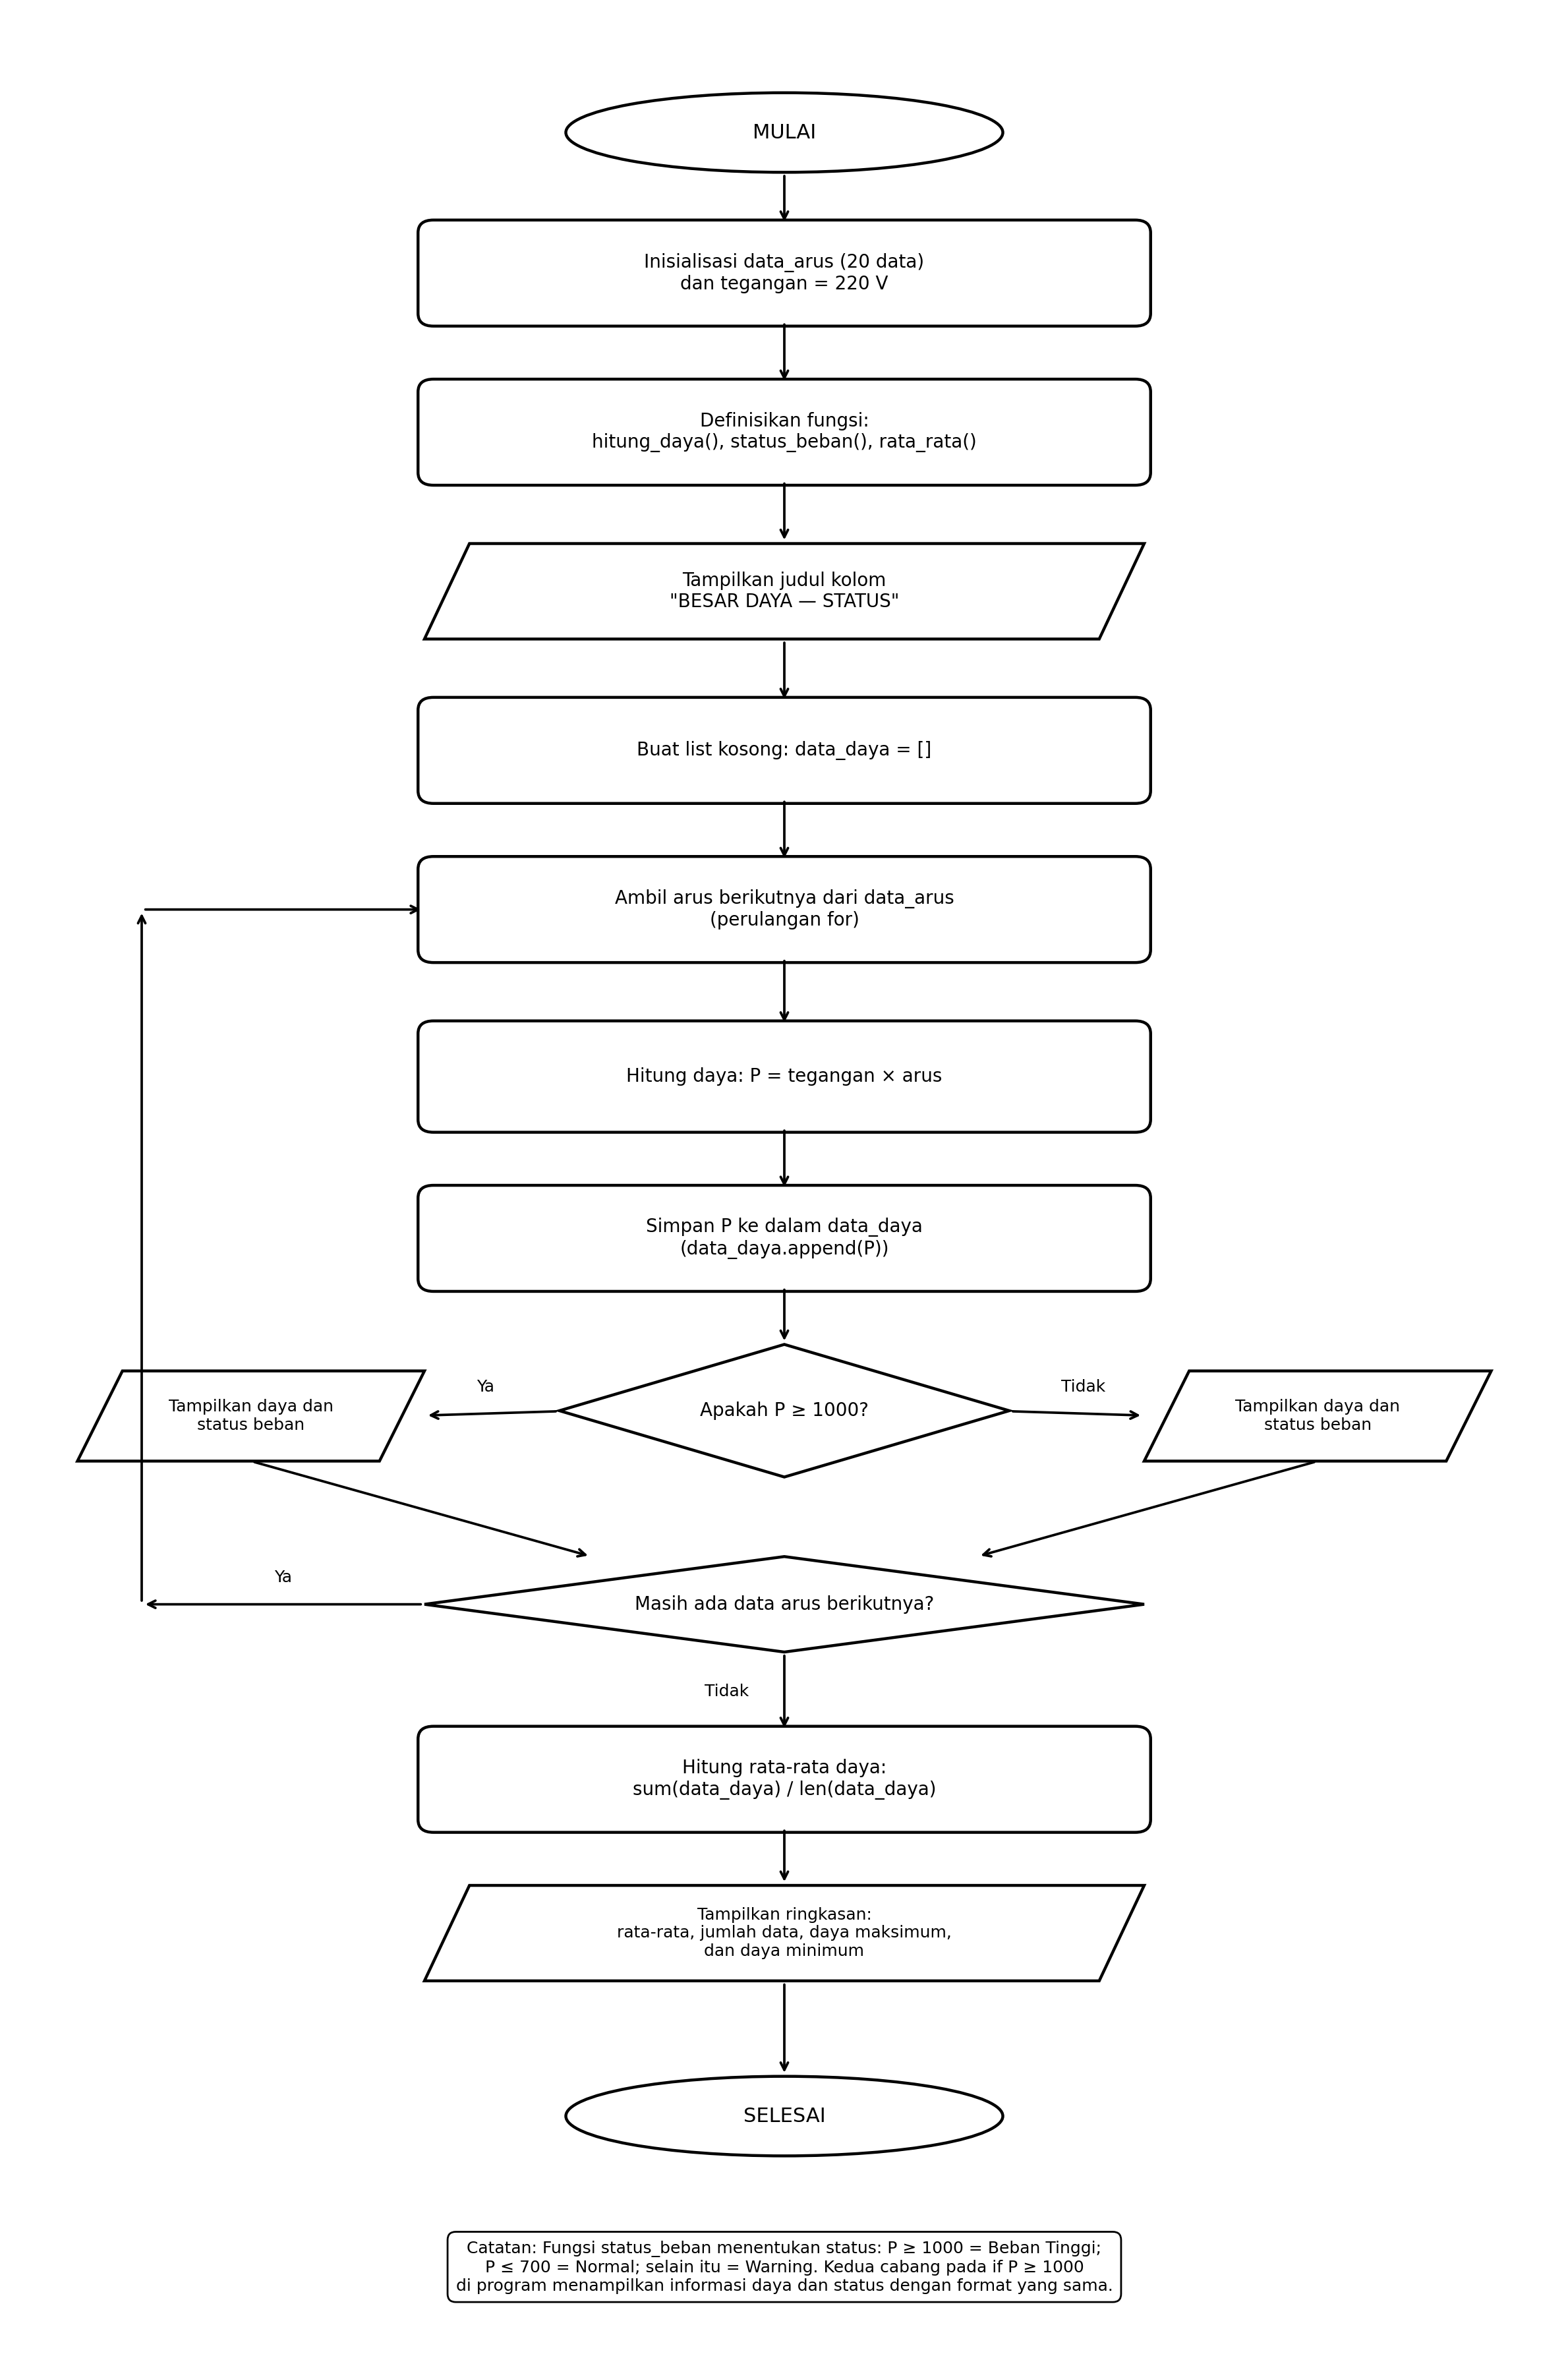 MULAI
Inisialisasi data_arus (20 data)
dan tegangan = 220 V
Definisikan fungsi:
hitung_daya(), status_beban(), rata_rata()
Tampilkan judul kolom
"BESAR DAYA — STATUS"
Buat list kosong: data_daya = []
Ambil arus berikutnya dari data_arus
(perulangan for)
Hitung daya: P = tegangan × arus
Simpan P ke dalam data_daya
(data_daya.append(P))
Ya
Tidak
Tampilkan daya dan
status beban
Apakah P ≥ 1000?
Tampilkan daya dan
status beban
Ya
Masih ada data arus berikutnya?
Tidak
Hitung rata-rata daya:
sum(data_daya) / len(data_daya)
Tampilkan ringkasan:
rata-rata, jumlah data, daya maksimum,
dan daya minimum
SELESAI
Catatan: Fungsi status_beban menentukan status: P ≥ 1000 = Beban Tinggi;
P ≤ 700 = Normal; selain itu = Warning. Kedua cabang pada if P ≥ 1000
di program menampilkan informasi daya dan status dengan format yang sama.